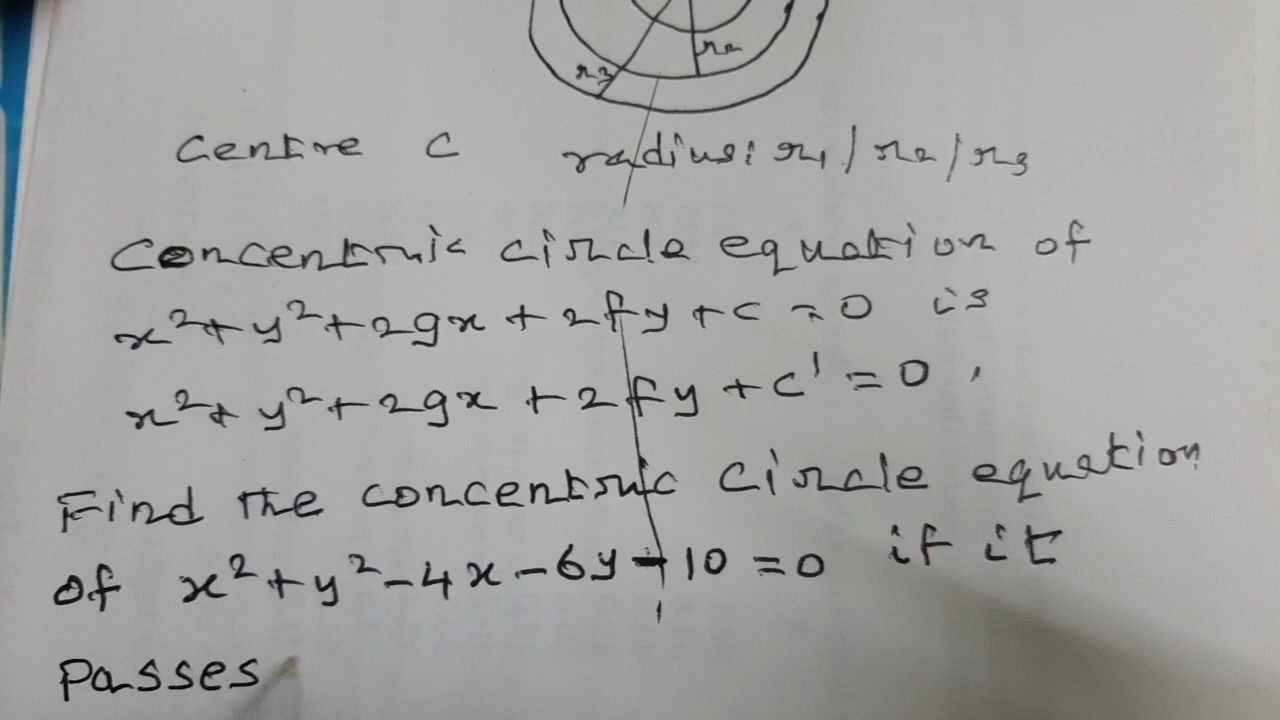 r2
r3
Centre C radius: r1/r2/r3
Concentric circle equation of
x²+y²+2gx+2fy+c=0 is
x²+y²+2gx+2fy+c'=0,
Find the concentric circle equation
of x²+y²-4x-6y-10=0 if it
passes